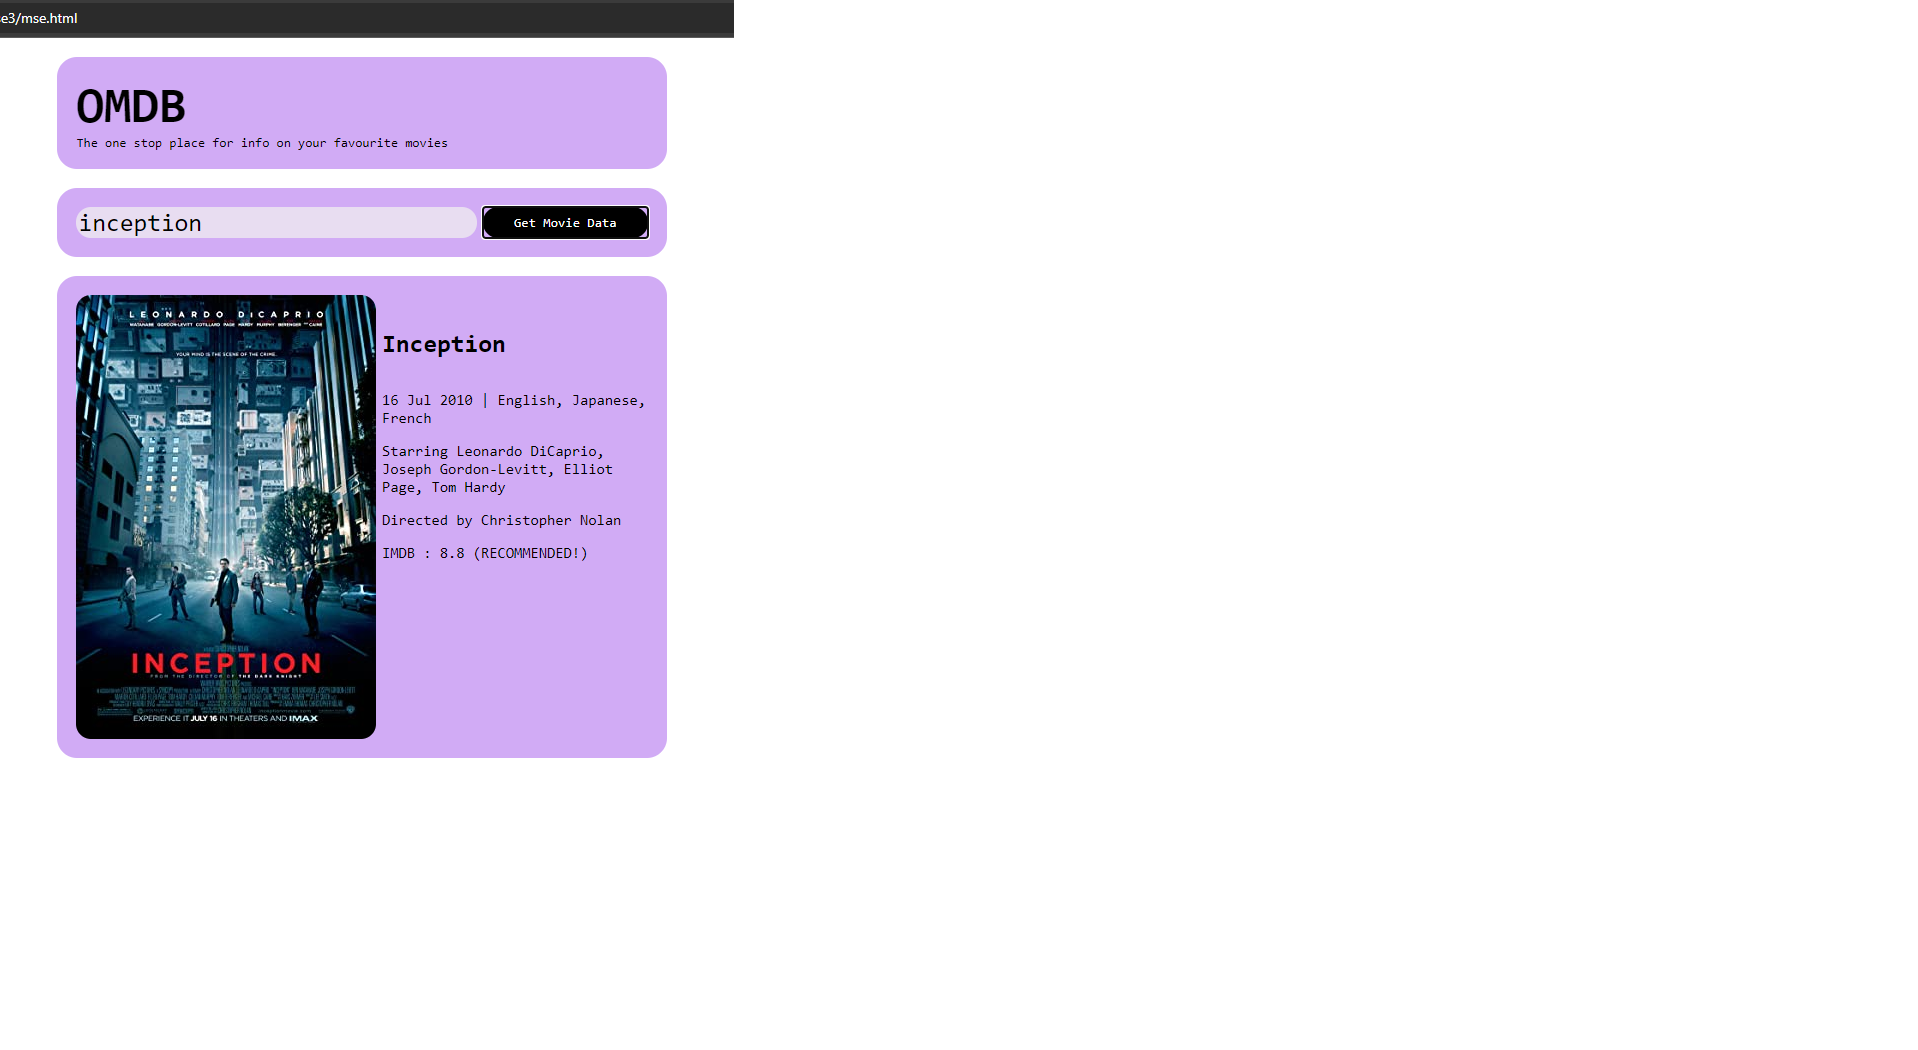 se3/mse.html
OMDB
The one stop place for info on your favourite movies
inception
Get Movie Data
LEONARDO DiCAPRIO
WATANABE GORDON-LEVITT COTILLARD PAGE HARDY MURPHY BERENGER AND CAINE
YOUR MIND IS THE SCENE OF THE CRIME.
INCEPTION
FROM THE DIRECTOR OF THE DARK KNIGHT
EXPERIENCE IT JULY 16 IN THEATERS AND IMAX
Inception
16 Jul 2010 | English, Japanese,
French
Starring Leonardo DiCaprio,
Joseph Gordon-Levitt, Elliot
Page, Tom Hardy
Directed by Christopher Nolan
IMDB : 8.8 (RECOMMENDED!)